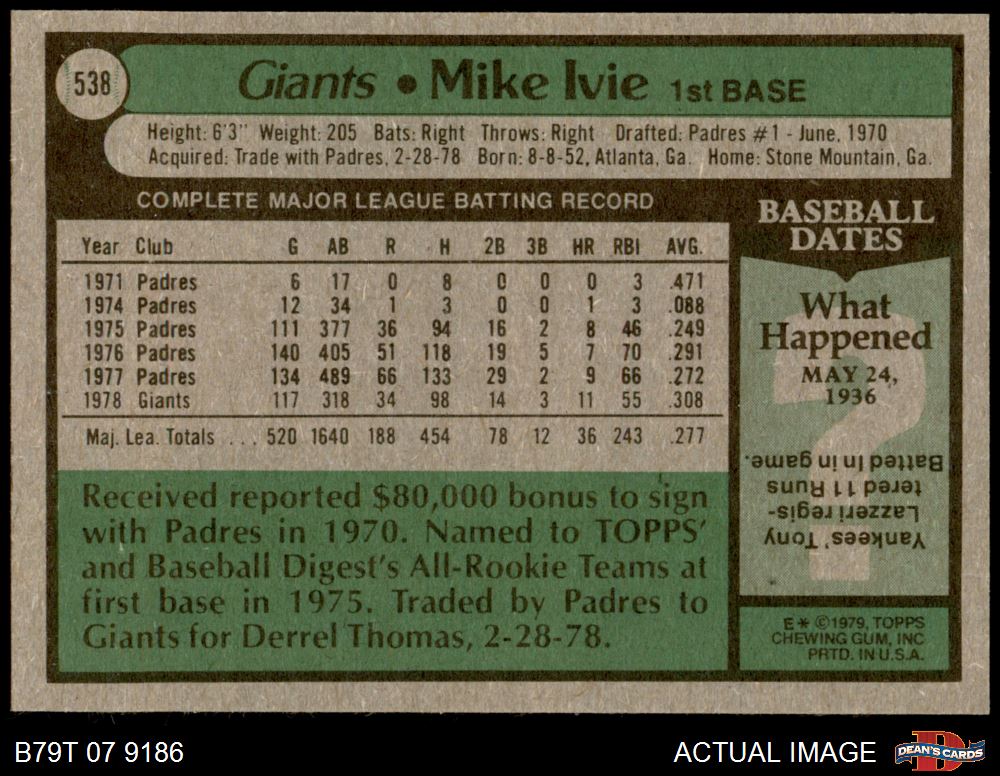 538
Giants • Mike Ivie 1st BASE
Height: 6'3" Weight: 205 Bats: Right Throws: Right Drafted: Padres #1 - June, 1970
Acquired: Trade with Padres, 2-28-78 Born: 8-8-52, Atlanta, Ga. Home: Stone Mountain, Ga.
COMPLETE MAJOR LEAGUE BATTING RECORD
Year Club G AB R H 2B 3B HR RBI AVG.
1971 Padres 6 17 0 8 0 0 0 3 .471
1974 Padres 12 34 1 3 0 0 1 3 .088
1975 Padres 111 377 36 94 16 2 8 46 .249
1976 Padres 140 405 51 118 19 5 7 70 .291
1977 Padres 134 489 66 133 29 2 9 66 .272
1978 Giants 117 318 34 98 14 3 11 55 .308
Maj. Lea. Totals ... 520 1640 188 454 78 12 36 243 .277
Received reported $80,000 bonus to sign
with Padres in 1970. Named to TOPPS'
and Baseball Digest's All-Rookie Teams at
first base in 1975. Traded by Padres to
Giants for Derrel Thomas, 2-28-78.
BASEBALL
DATES
What
Happened
MAY 24,
1936
?
Yankees' Tony
Lazzeri regis-
tered 11 Runs
Batted In in game.
E* ©1979, TOPPS
CHEWING GUM, INC
PRTD. IN U.S.A.
B79T 07 9186
ACTUAL IMAGE
DEAN'S CARDS